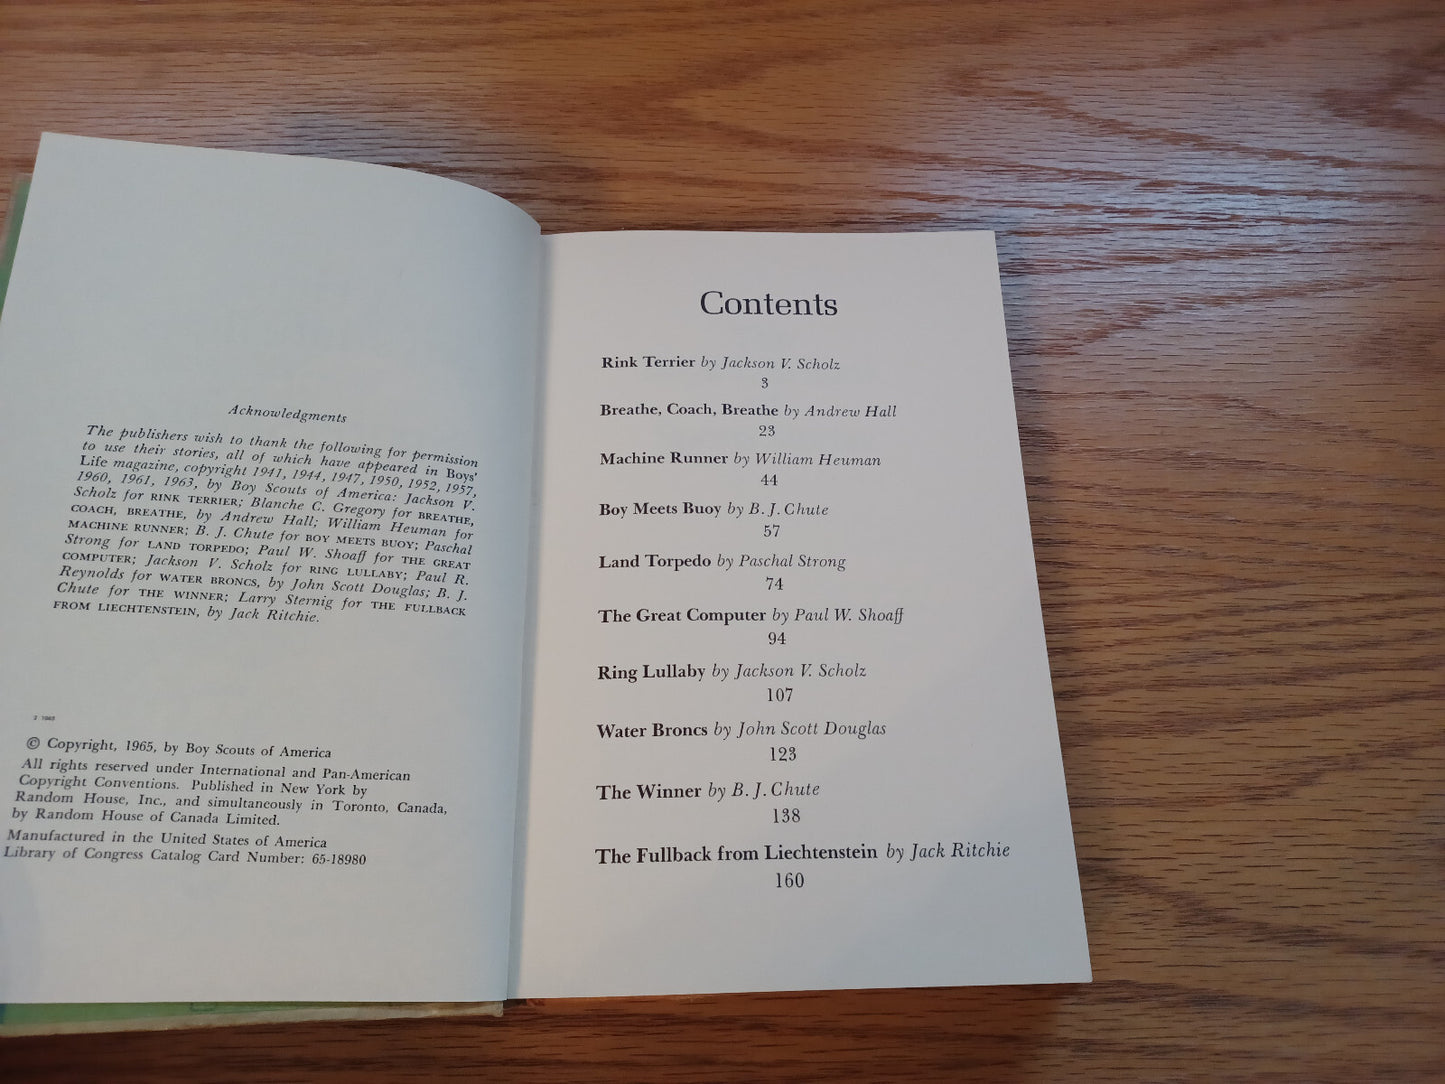 Acknowledgments
The publishers wish to thank the following for permission
to use their stories, all of which have appeared in Boys'
Life magazine, copyright 1941, 1944, 1947, 1950, 1952, 1957,
1960, 1961, 1963, by Boy Scouts of America: Jackson V.
Scholz for RINK TERRIER; Blanche C. Gregory for BREATHE,
COACH, BREATHE, by Andrew Hall; William Heuman for
MACHINE RUNNER; B. J. Chute for BOY MEETS BUOY; Paschal
Strong for LAND TORPEDO; Paul W. Shoaff for THE GREAT
COMPUTER; Jackson V. Scholz for RING LULLABY; Paul R.
Reynolds for WATER BRONCS, by John Scott Douglas; B. J.
Chute for THE WINNER; Larry Sternig for THE FULLBACK
FROM LIECHTENSTEIN, by Jack Ritchie.
© Copyright, 1965, by Boy Scouts of America
All rights reserved under International and Pan-American
Copyright Conventions. Published in New York by
Random House, Inc., and simultaneously in Toronto, Canada,
by Random House of Canada Limited.
Manufactured in the United States of America
Library of Congress Catalog Card Number: 65-18980
Contents
Rink Terrier by Jackson V. Scholz
3
Breathe, Coach, Breathe by Andrew Hall
23
Machine Runner by William Heuman
44
Boy Meets Buoy by B. J. Chute
57
Land Torpedo by Paschal Strong
74
The Great Computer by Paul W. Shoaff
94
Ring Lullaby by Jackson V. Scholz
107
Water Broncs by John Scott Douglas
123
The Winner by B. J. Chute
138
The Fullback from Liechtenstein by Jack Ritchie
160